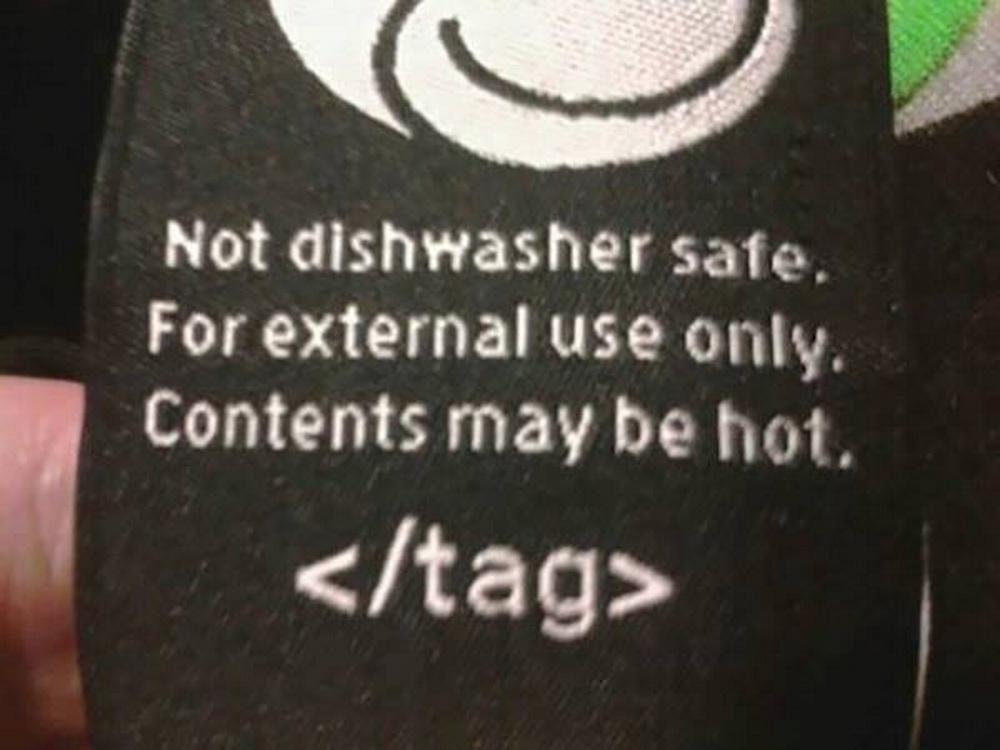 Not dishwasher safe.
For external use only.
Contents may be hot.
</tag>